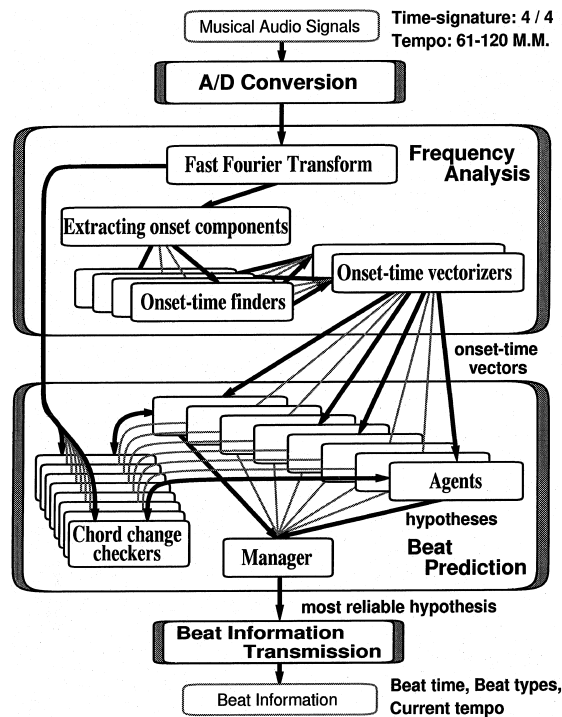 Musical Audio Signals
Time-signature: 4 / 4
Tempo: 61-120 M.M.
A/D Conversion
Fast Fourier Transform
Frequency
Analysis
Extracting onset components
Onset-time vectorizers
Onset-time finders
onset-time
vectors
Agents
hypotheses
Chord change
checkers
Manager
Beat
Prediction
most reliable hypothesis
Beat Information
Transmission
Beat Information
Beat time, Beat types,
Current tempo